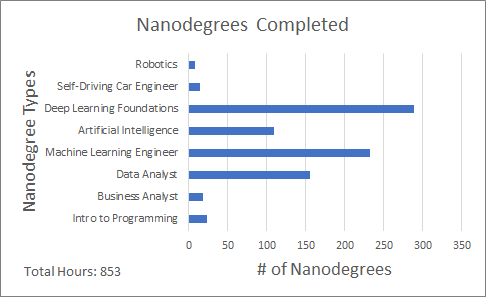 Nanodegrees Completed
Nanodegree Types
Robotics
Self-Driving Car Engineer
Deep Learning Foundations
Artificial Intelligence
Machine Learning Engineer
Data Analyst
Business Analyst
Intro to Programming
0 50 100 150 200 250 300 350
# of Nanodegrees
Total Hours: 853